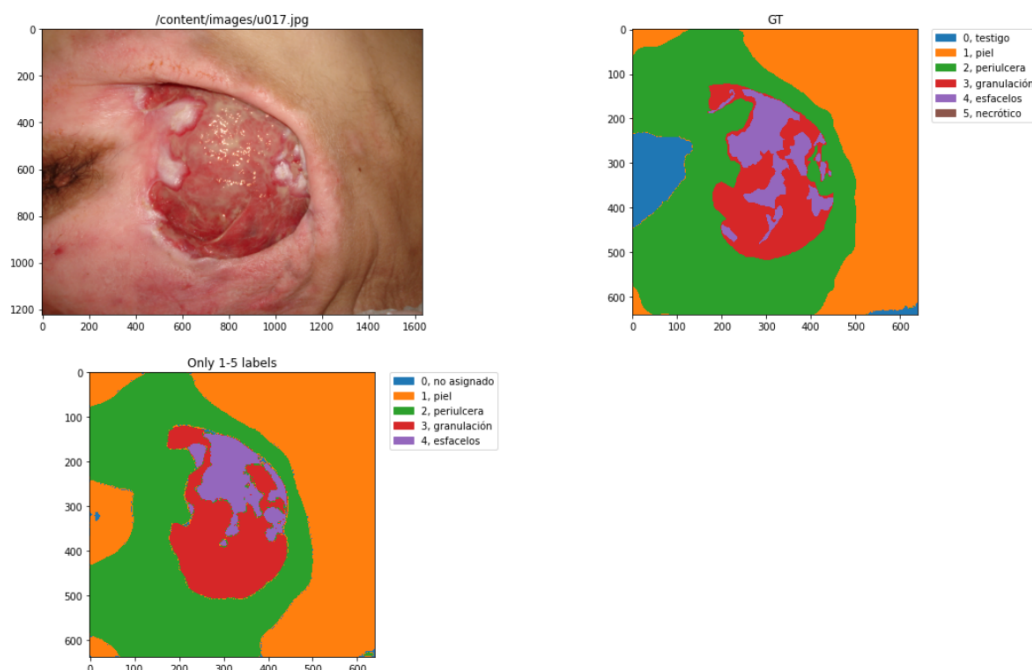 /content/images/u017.jpg
0
200
400
600
800
1000
1200
0 200 400 600 800 1000 1200 1400 1600
GT
0
100
200
300
400
500
600
0 100 200 300 400 500 600
0, testigo
1, piel
2, periulcera
3, granulación
4, esfacelos
5, necrótico
Only 1-5 labels
0
100
200
300
400
500
600
0 100 200 300 400 500 600
0, no asignado
1, piel
2, periulcera
3, granulación
4, esfacelos